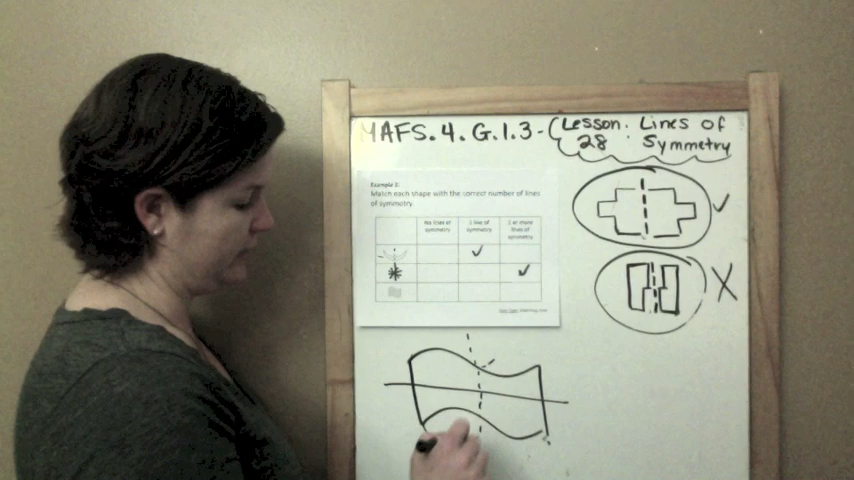 MAFS.4.G.1.3-
Lesson: Lines of
28 : Symmetry
Example 2:
Match each shape with the correct number of lines
of symmetry.
No lines of
symmetry
1 line of
symmetry
2 or more
lines of
symmetry